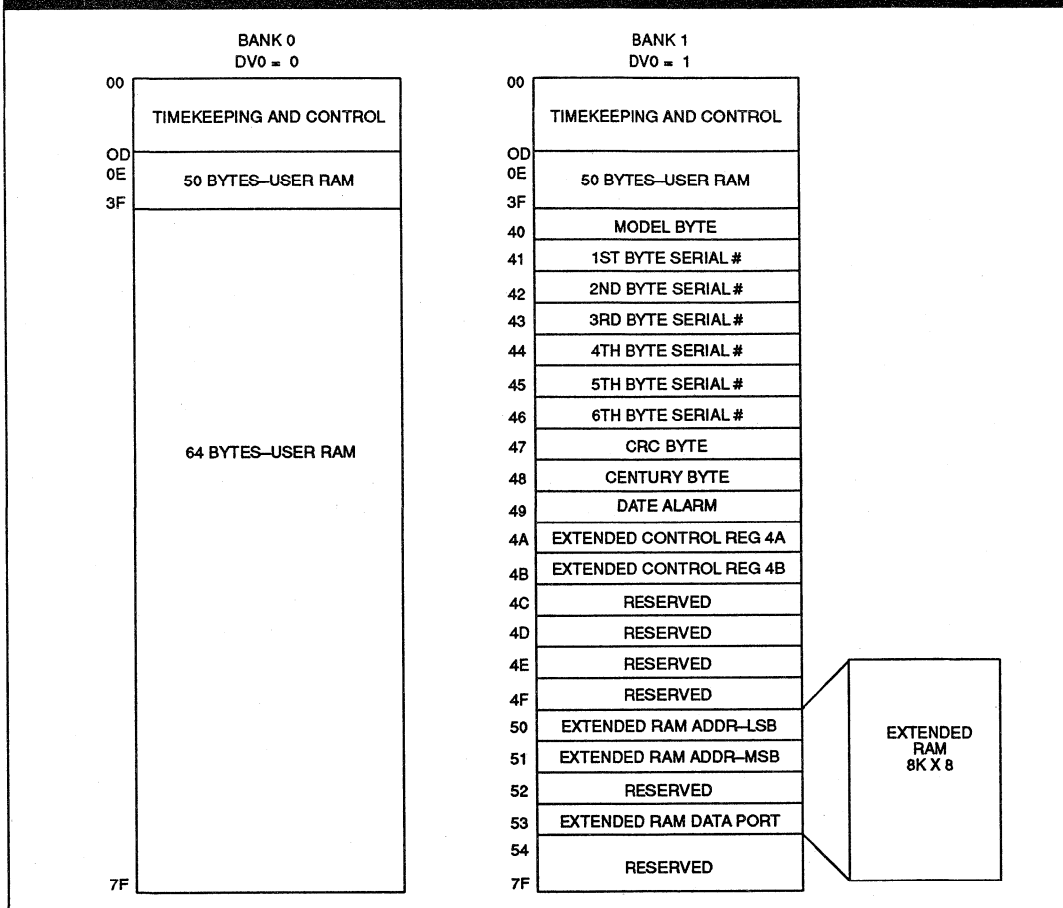 BANK 0
DV0 = 0
00
TIMEKEEPING AND CONTROL
OD
0E
50 BYTES–USER RAM
3F
64 BYTES–USER RAM
7F
BANK 1
DV0 = 1
00
TIMEKEEPING AND CONTROL
OD
0E
50 BYTES–USER RAM
3F
40 MODEL BYTE
41 1ST BYTE SERIAL #
42 2ND BYTE SERIAL #
43 3RD BYTE SERIAL #
44 4TH BYTE SERIAL #
45 5TH BYTE SERIAL #
46 6TH BYTE SERIAL #
47 CRC BYTE
48 CENTURY BYTE
49 DATE ALARM
4A EXTENDED CONTROL REG 4A
4B EXTENDED CONTROL REG 4B
4C RESERVED
4D RESERVED
4E RESERVED
4F RESERVED
50 EXTENDED RAM ADDR–LSB
51 EXTENDED RAM ADDR–MSB
52 RESERVED
53 EXTENDED RAM DATA PORT
54
RESERVED
7F
EXTENDED
RAM
8K X 8